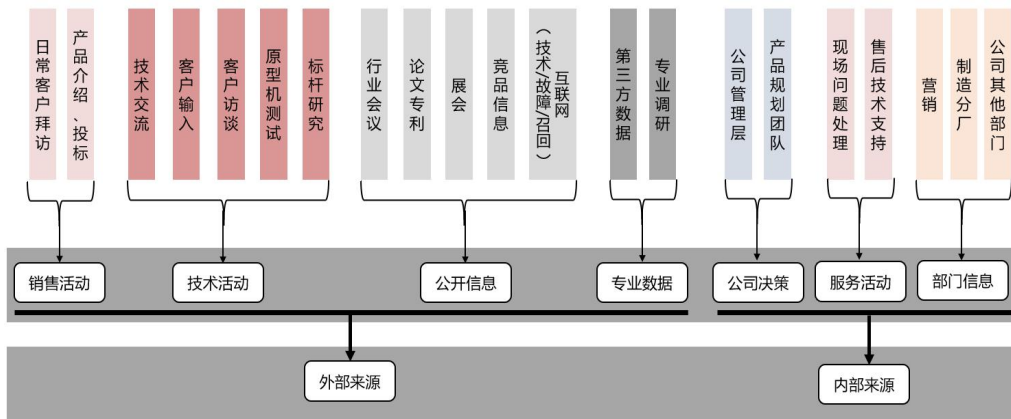 日常客户拜访
产品介绍、投标
技术交流
客户输入
客户访谈
原型机测试
标杆研究
行业会议
论文专利
展会
竞品信息
互联网
(技术/故障/召回)
第三方数据
专业调研
公司管理层
产品规划团队
现场问题处理
售后技术支持
营销
制造分厂
公司其他部门
销售活动
技术活动
公开信息
专业数据
公司决策
服务活动
部门信息
外部来源
内部来源